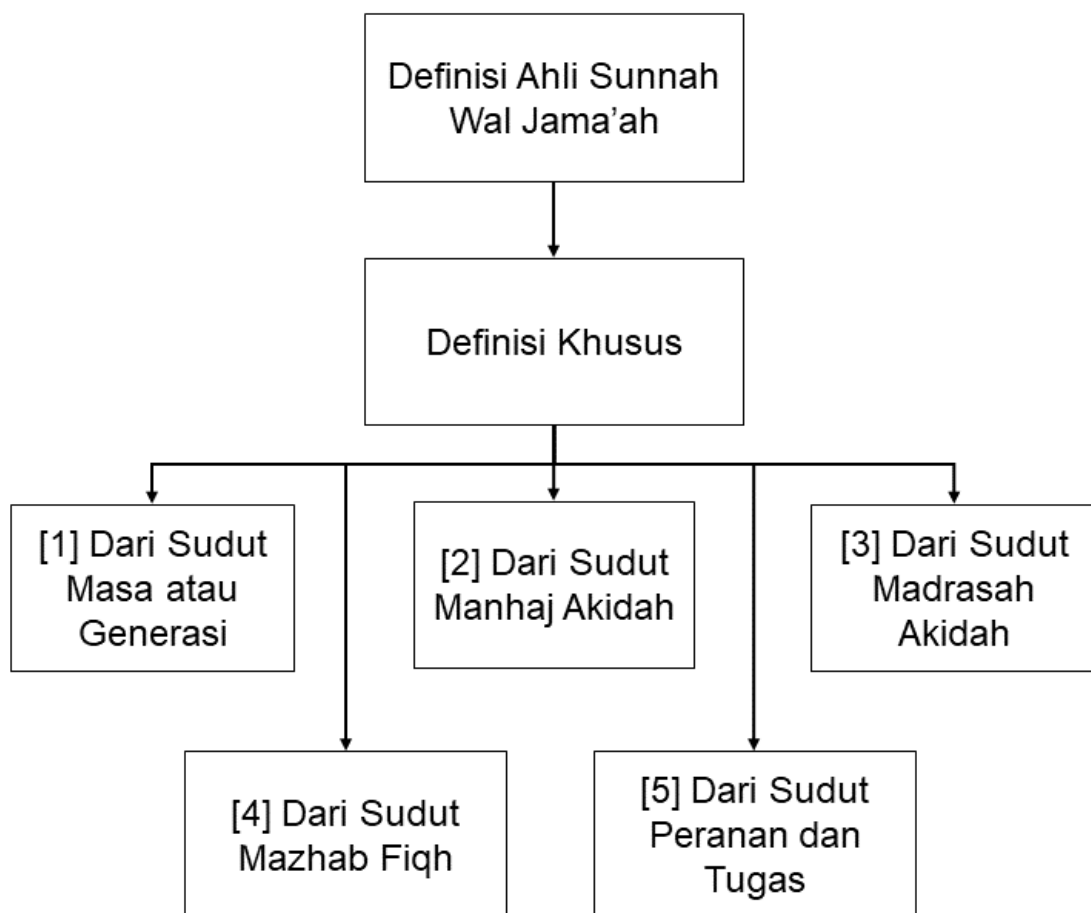 Definisi Ahli Sunnah
Wal Jama’ah
Definisi Khusus
[1] Dari Sudut
Masa atau
Generasi
[2] Dari Sudut
Manhaj Akidah
[3] Dari Sudut
Madrasah
Akidah
[4] Dari Sudut
Mazhab Fiqh
[5] Dari Sudut
Peranan dan
Tugas